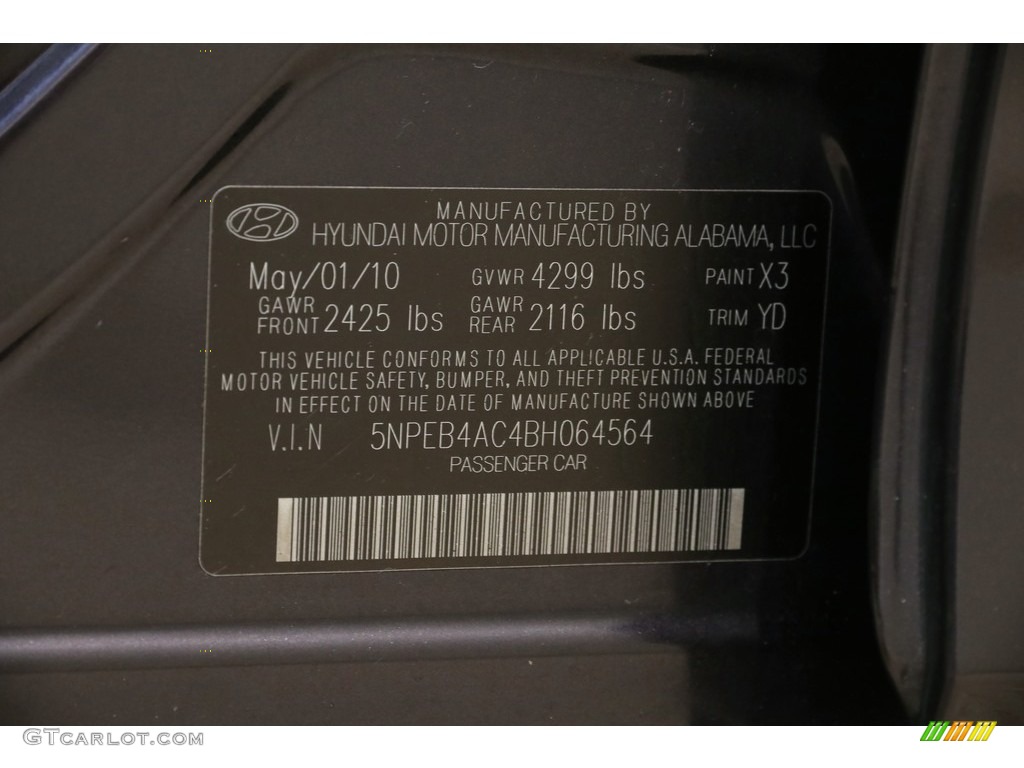 MANUFACTURED BY
HYUNDAI MOTOR MANUFACTURING ALABAMA, LLC
May/01/10 GVWR 4299 lbs PAINT X3
GAWR FRONT 2425 lbs GAWR REAR 2116 lbs TRIM YD
THIS VEHICLE CONFORMS TO ALL APPLICABLE U.S.A. FEDERAL
MOTOR VEHICLE SAFETY, BUMPER, AND THEFT PREVENTION STANDARDS
IN EFFECT ON THE DATE OF MANUFACTURE SHOWN ABOVE
V.I.N 5NPEB4AC4BH064564
PASSENGER CAR
GTCARLOT.COM